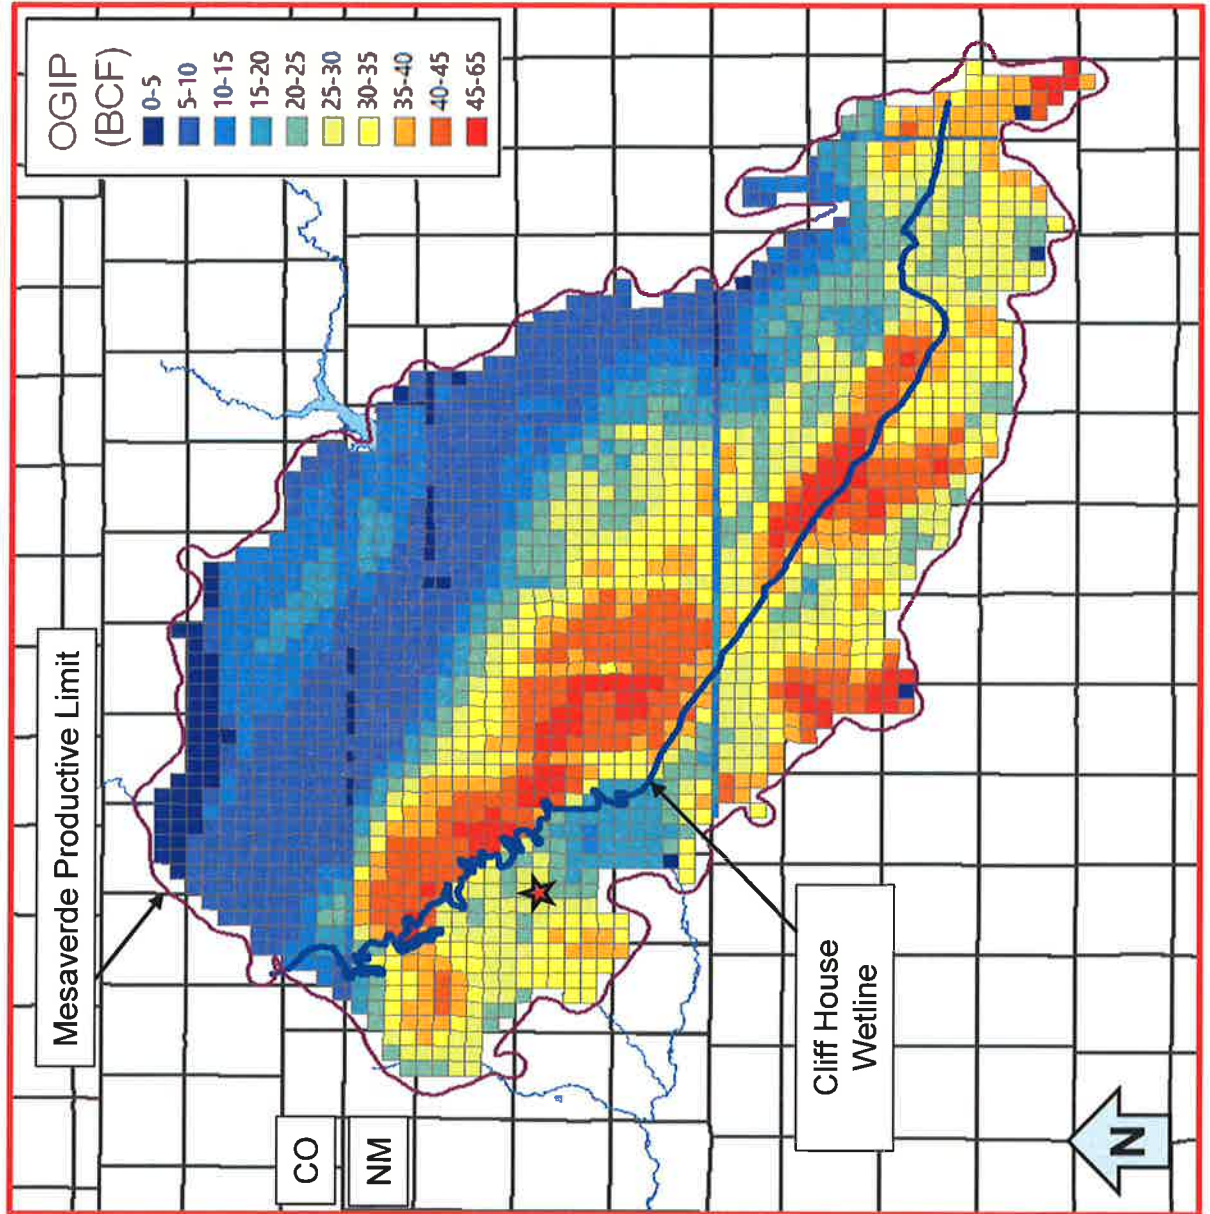 OGIP
(BCF)
0-5
5-10
10-15
15-20
20-25
25-30
30-35
35-40
40-45
45-65
Mesaverde Productive Limit
CO
NM
Cliff House
Wetline
N